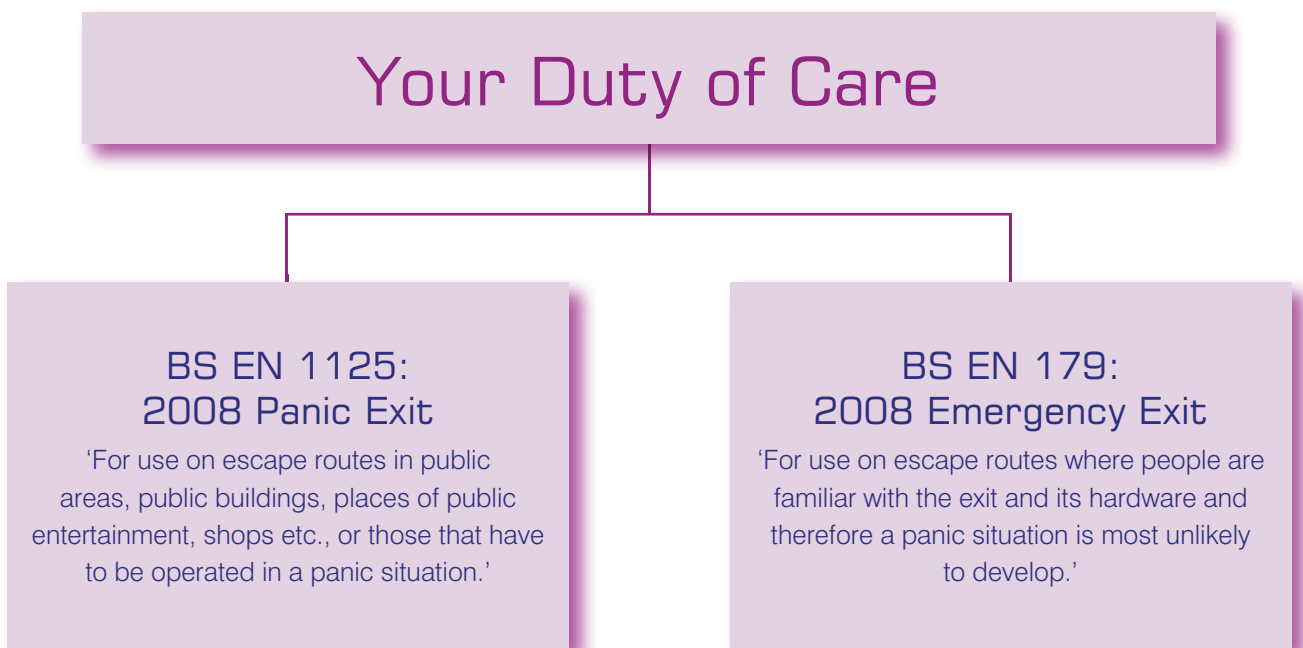 Your Duty of Care
BS EN 1125:
2008 Panic Exit
‘For use on escape routes in public
areas, public buildings, places of public
entertainment, shops etc., or those that have
to be operated in a panic situation.’
BS EN 179:
2008 Emergency Exit
‘For use on escape routes where people are
familiar with the exit and its hardware and
therefore a panic situation is most unlikely
to develop.’